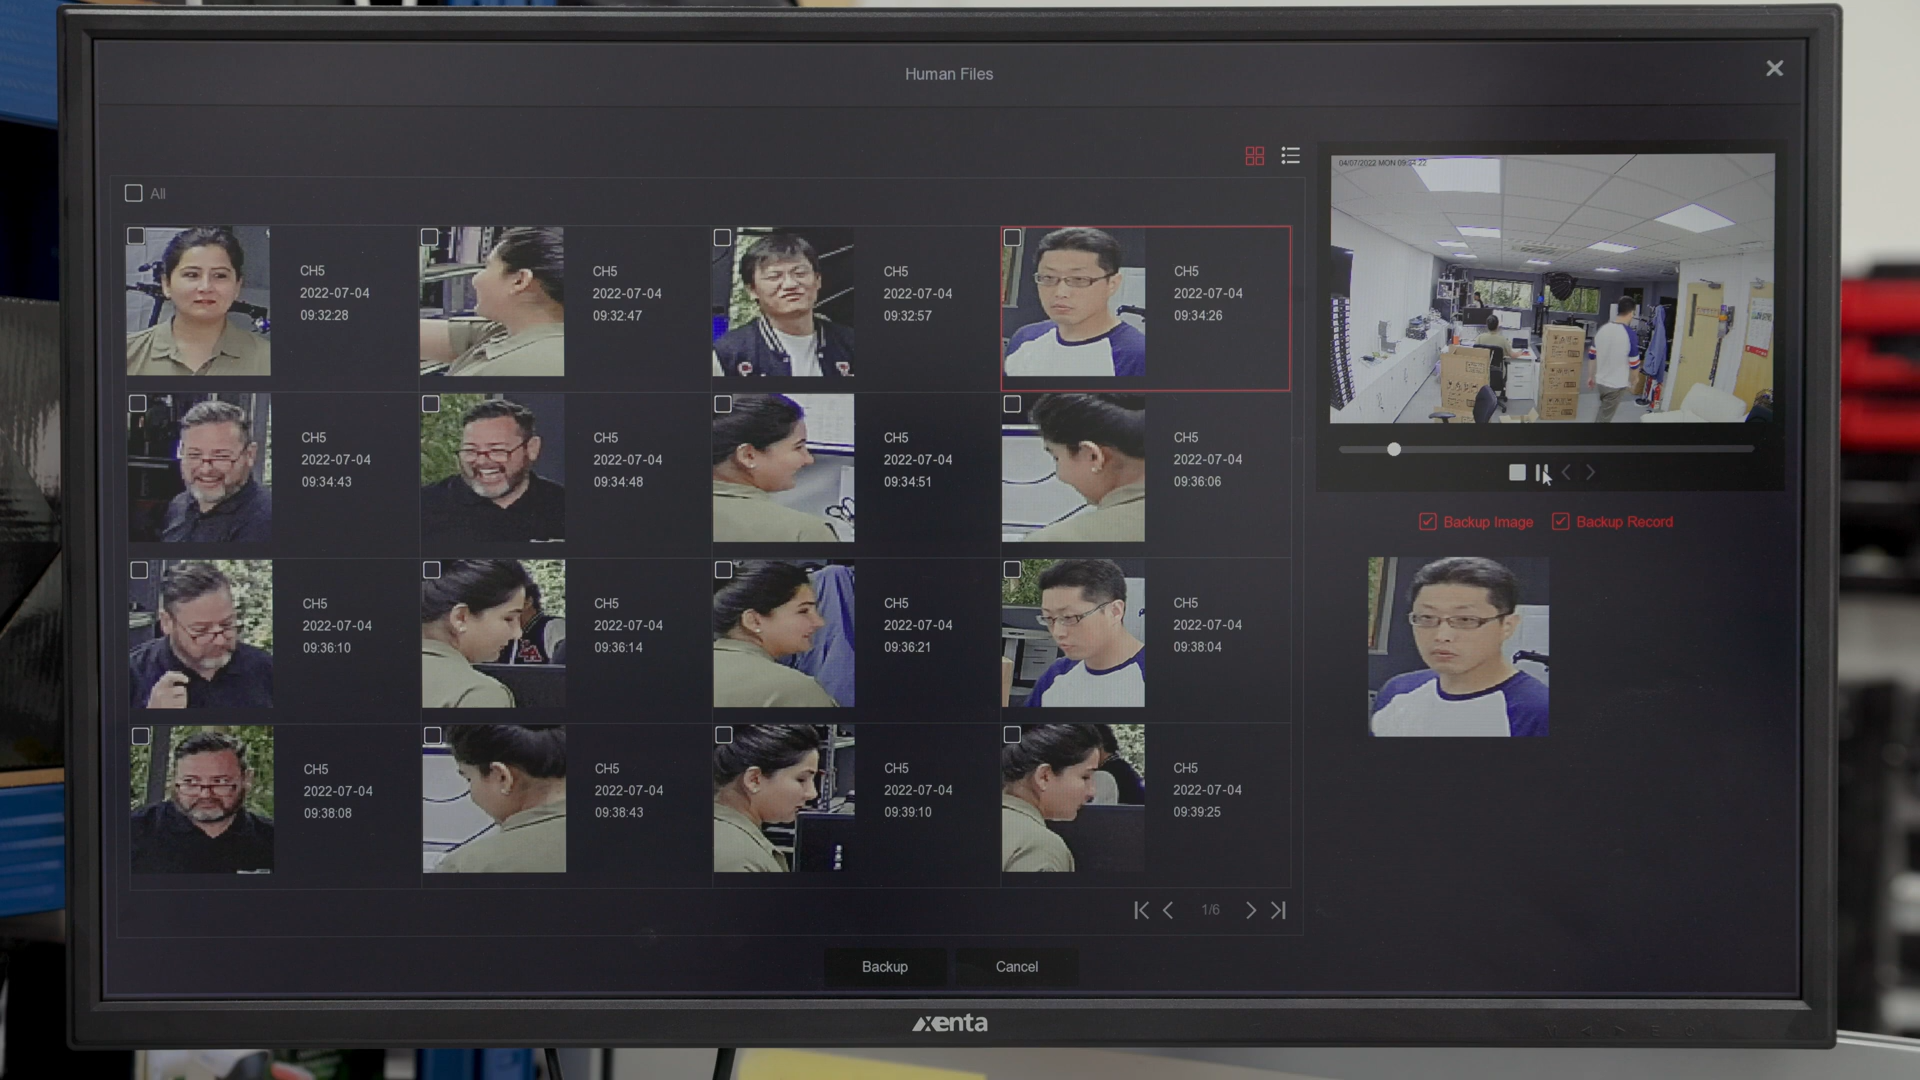 Human Files
All
CH5
2022-07-04
09:32:28
CH5
2022-07-04
09:32:47
CH5
2022-07-04
09:32:57
CH5
2022-07-04
09:34:26
CH5
2022-07-04
09:34:43
CH5
2022-07-04
09:34:48
CH5
2022-07-04
09:34:51
CH5
2022-07-04
09:36:06
CH5
2022-07-04
09:36:10
CH5
2022-07-04
09:36:14
CH5
2022-07-04
09:36:21
CH5
2022-07-04
09:38:04
CH5
2022-07-04
09:38:08
CH5
2022-07-04
09:38:43
CH5
2022-07-04
09:39:10
CH5
2022-07-04
09:39:25
1/6
Backup Cancel
04/07/2022 MON
Backup Image Backup Record
xenta